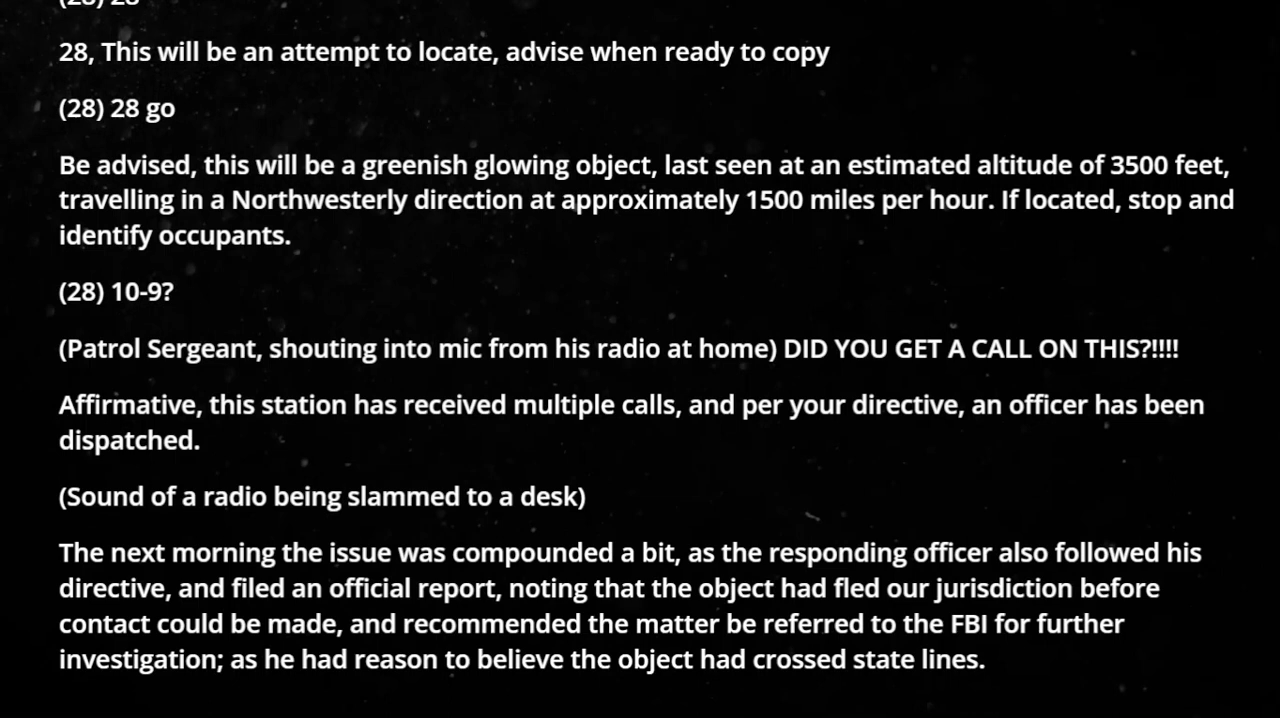 (28) 28
28, This will be an attempt to locate, advise when ready to copy
(28) 28 go
Be advised, this will be a greenish glowing object, last seen at an estimated altitude of 3500 feet,
travelling in a Northwesterly direction at approximately 1500 miles per hour. If located, stop and
identify occupants.
(28) 10-9?
(Patrol Sergeant, shouting into mic from his radio at home) DID YOU GET A CALL ON THIS?!!!!
Affirmative, this station has received multiple calls, and per your directive, an officer has been
dispatched.
(Sound of a radio being slammed to a desk)
The next morning the issue was compounded a bit, as the responding officer also followed his
directive, and filed an official report, noting that the object had fled our jurisdiction before
contact could be made, and recommended the matter be referred to the FBI for further
investigation; as he had reason to believe the object had crossed state lines.